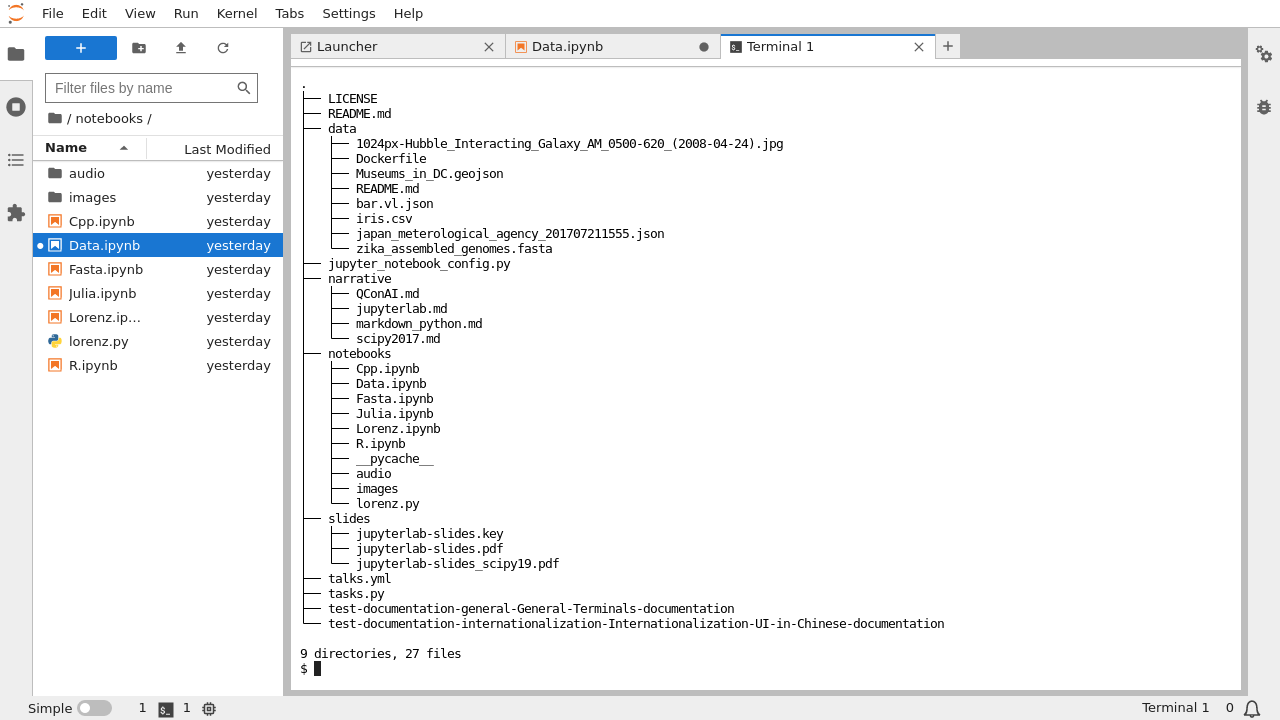 File Edit View Run Kernel Tabs Settings Help
Launcher
Data.ipynb
Terminal 1
Filter files by name
/ notebooks /
Name Last Modified
audio yesterday
images yesterday
Cpp.ipynb yesterday
Data.ipynb yesterday
Fasta.ipynb yesterday
Julia.ipynb yesterday
Lorenz.ip... yesterday
lorenz.py yesterday
R.ipynb yesterday
.
├── LICENSE
├── README.md
├── data
│   ├── 1024px-Hubble_Interacting_Galaxy_AM_0500-620_(2008-04-24).jpg
│   ├── Dockerfile
│   ├── Museums_in_DC.geojson
│   ├── README.md
│   ├── bar.vl.json
│   ├── iris.csv
│   ├── japan_meterological_agency_201707211555.json
│   └── zika_assembled_genomes.fasta
├── jupyter_notebook_config.py
├── narrative
│   ├── QConAI.md
│   ├── jupyterlab.md
│   ├── markdown_python.md
│   └── scipy2017.md
├── notebooks
│   ├── Cpp.ipynb
│   ├── Data.ipynb
│   ├── Fasta.ipynb
│   ├── Julia.ipynb
│   ├── Lorenz.ipynb
│   ├── R.ipynb
│   ├── __pycache__
│   ├── audio
│   ├── images
│   └── lorenz.py
├── slides
│   ├── jupyterlab-slides.key
│   ├── jupyterlab-slides.pdf
│   └── jupyterlab-slides_scipy19.pdf
├── talks.yml
├── tasks.py
├── test-documentation-general-General-Terminals-documentation
└── test-documentation-internationalization-Internationalization-UI-in-Chinese-documentation
9 directories, 27 files
$
Simple 1 $_ 1 Terminal 1 0